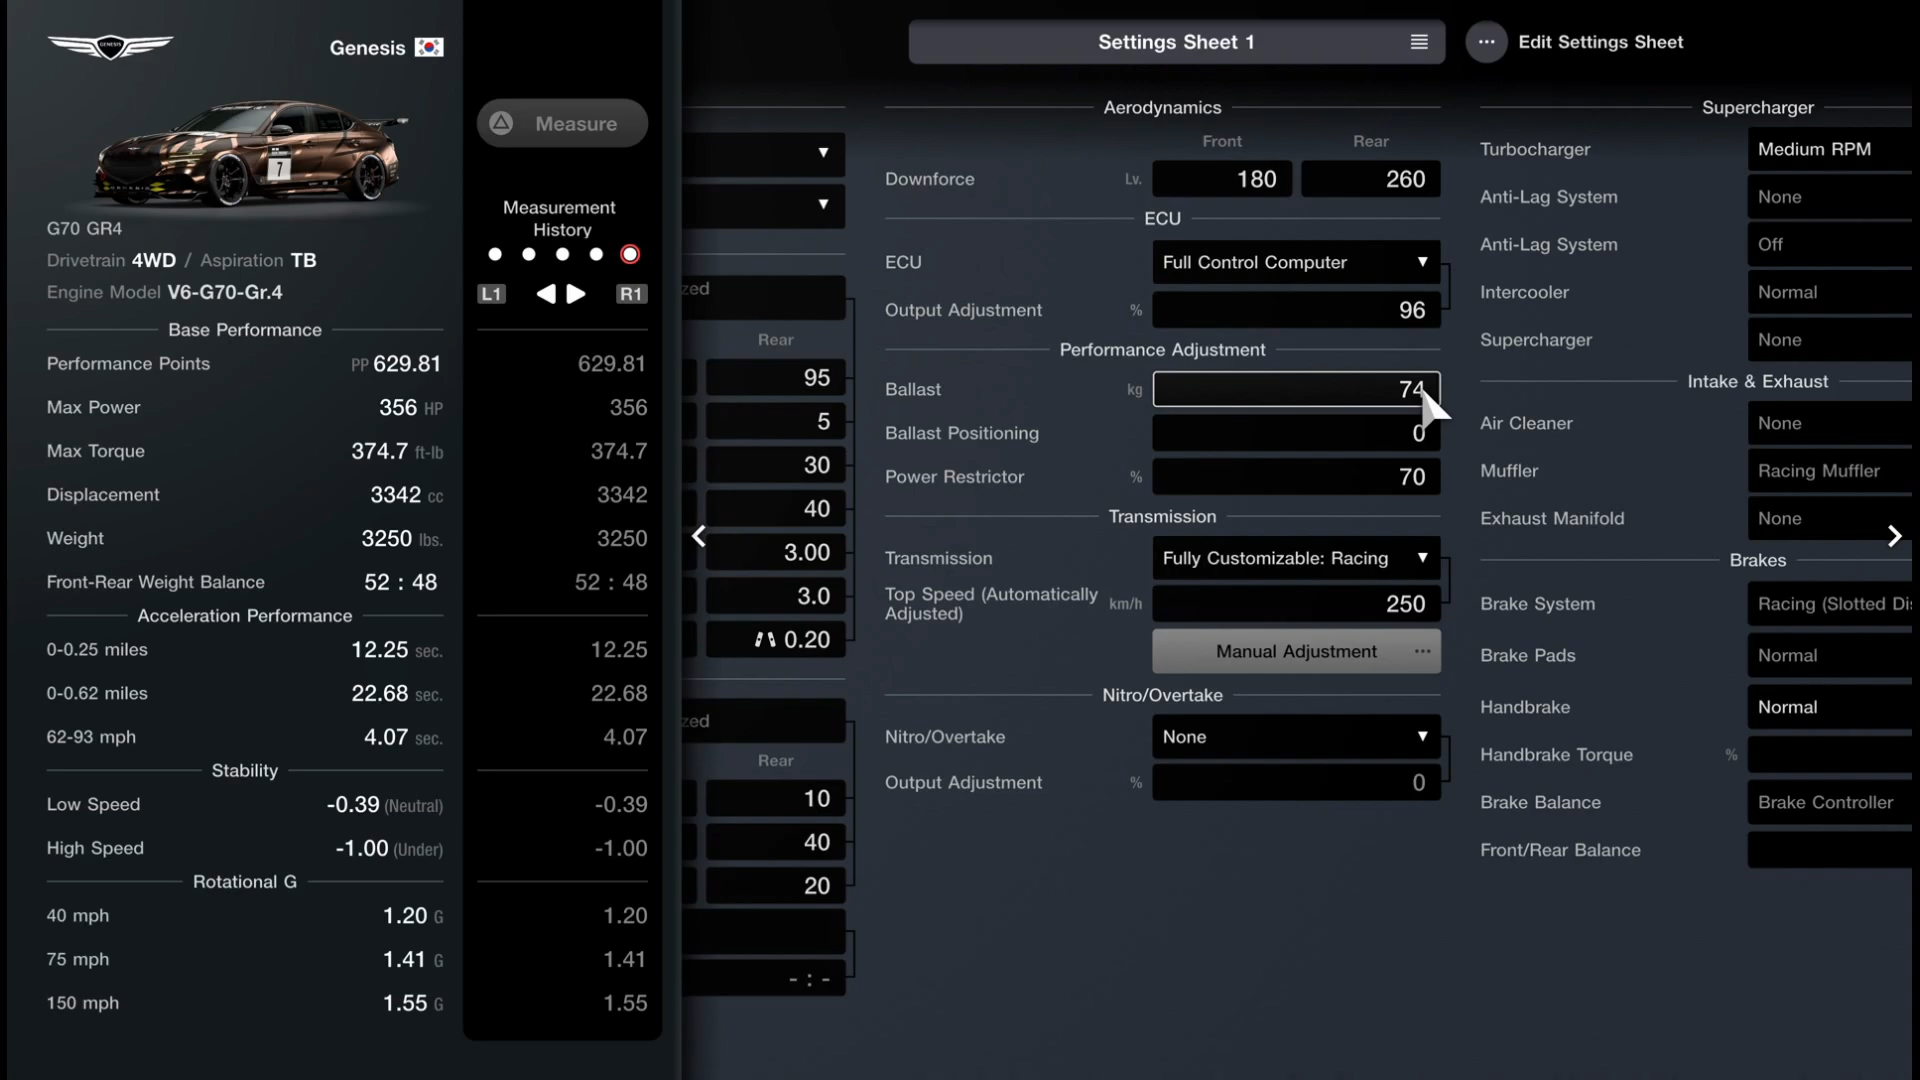 GENESIS
Genesis
7
GENESIS
G70 GR4
Drivetrain 4WD / Aspiration TB
Engine Model V6-G70-Gr.4
Base Performance
Performance Points PP 629.81
Max Power 356 HP
Max Torque 374.7 ft-lb
Displacement 3342 cc
Weight 3250 lbs.
Front-Rear Weight Balance 52 : 48
Acceleration Performance
0-0.25 miles 12.25 sec.
0-0.62 miles 22.68 sec.
62-93 mph 4.07 sec.
Stability
Low Speed -0.39 (Neutral)
High Speed -1.00 (Under)
Rotational G
40 mph 1.20 G
75 mph 1.41 G
150 mph 1.55 G
Measure
Measurement
History
L1 R1
629.81
356
374.7
3342
3250
52 : 48
12.25
22.68
4.07
-0.39
-1.00
1.20
1.41
1.55
zed
Rear
95
5
30
40
3.00
3.0
0.20
zed
Rear
10
40
20
- : -
Settings Sheet 1
Edit Settings Sheet
Aerodynamics
Front Rear
Downforce Lv. 180 260
ECU
ECU Full Control Computer
Output Adjustment % 96
Performance Adjustment
Ballast kg 74
Ballast Positioning 0
Power Restrictor % 70
Transmission
Transmission Fully Customizable: Racing
Top Speed (Automatically
Adjusted) km/h 250
Manual Adjustment
Nitro/Overtake
Nitro/Overtake None
Output Adjustment % 0
Supercharger
Turbocharger Medium RPM
Anti-Lag System None
Anti-Lag System Off
Intercooler Normal
Supercharger None
Intake & Exhaust
Air Cleaner None
Muffler Racing Muffler
Exhaust Manifold None
Brakes
Brake System Racing (Slotted Di
Brake Pads Normal
Handbrake Normal
Handbrake Torque %
Brake Balance Brake Controller
Front/Rear Balance